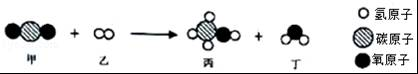 + → +
甲 乙 丙 丁
氢原子
碳原子
氧原子